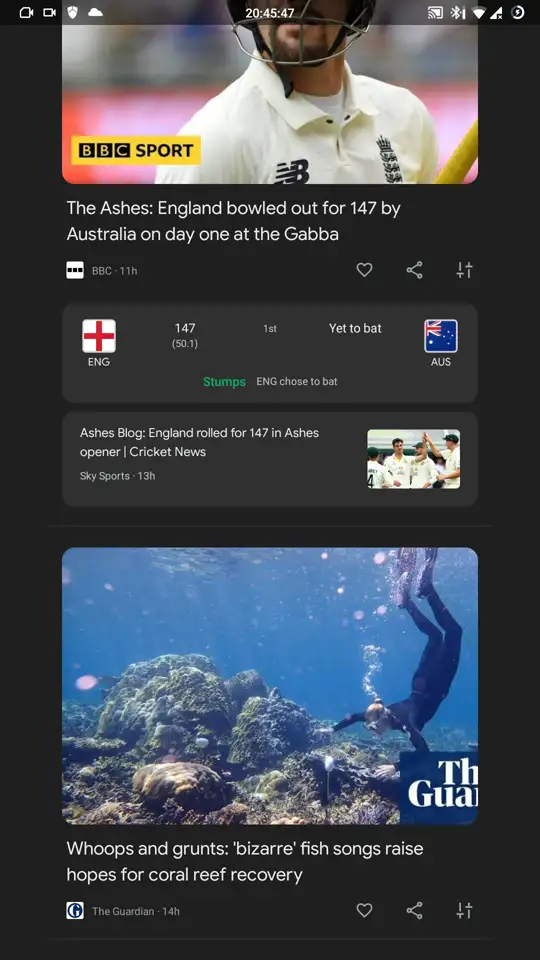 20:45:47
BBC SPORT
The Ashes: England bowled out for 147 by
Australia on day one at the Gabba
BBC · 11h
147
1st
Yet to bat
(50.1)
ENG
AUS
Stumps ENG chose to bat
Ashes Blog: England rolled for 147 in Ashes
opener | Cricket News
Sky Sports · 13h
4
Th
Guar
Whoops and grunts: 'bizarre' fish songs raise
hopes for coral reef recovery
The Guardian · 14h